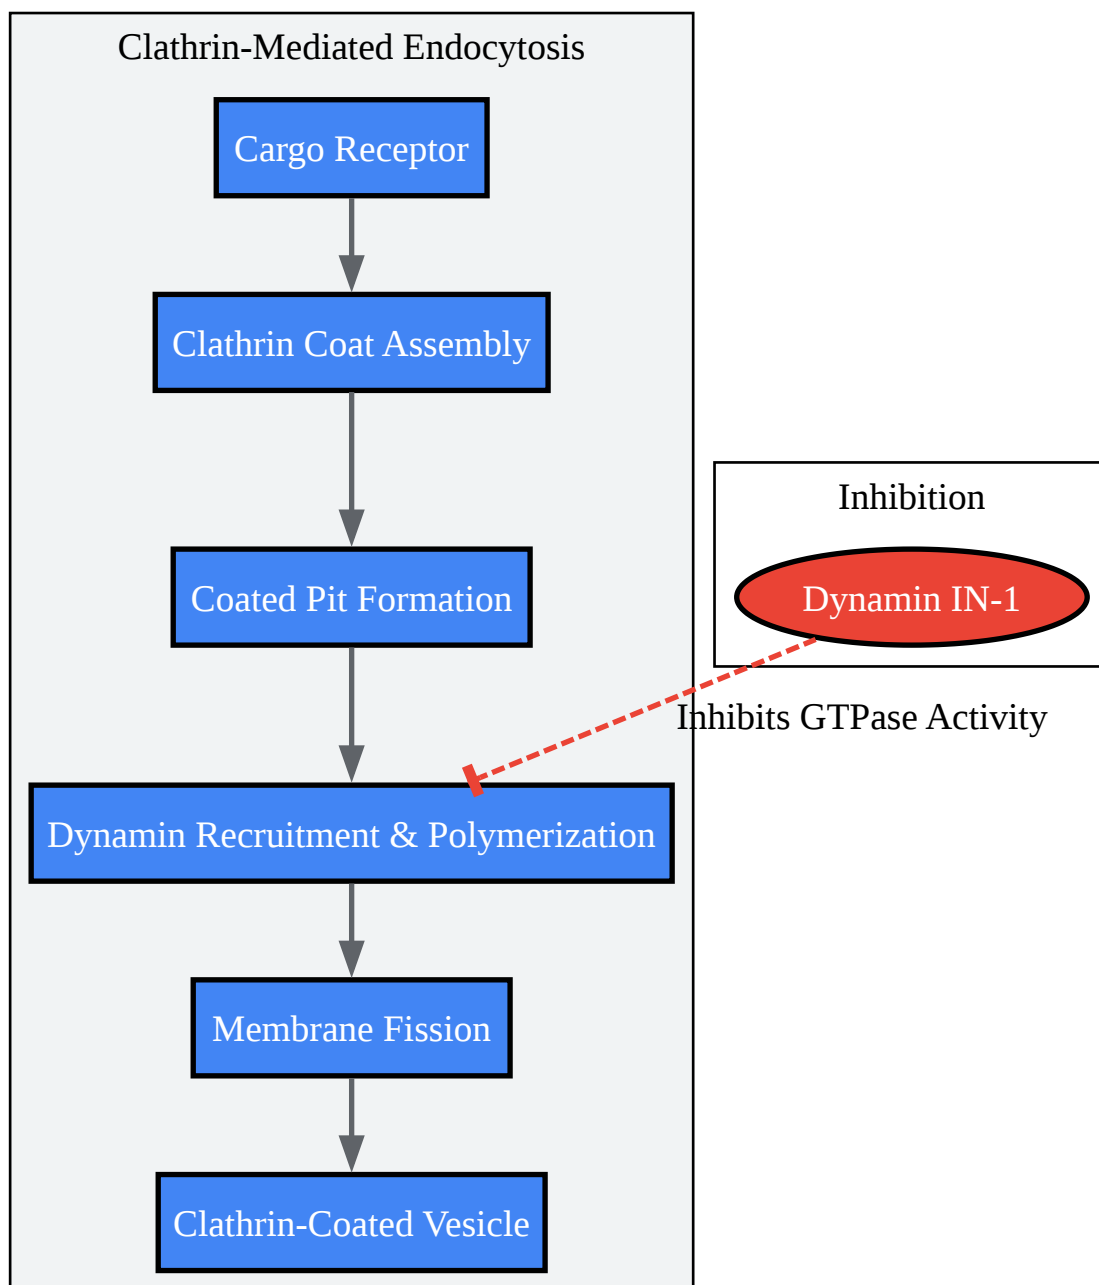 Clathrin-Mediated Endocytosis
Cargo Receptor
Clathrin Coat Assembly
Inhibition
Coated Pit Formation
Dynamin IN-1
Inhibits GTPase Activity
Dynamin Recruitment & Polymerization
Membrane Fission
Clathrin-Coated Vesicle